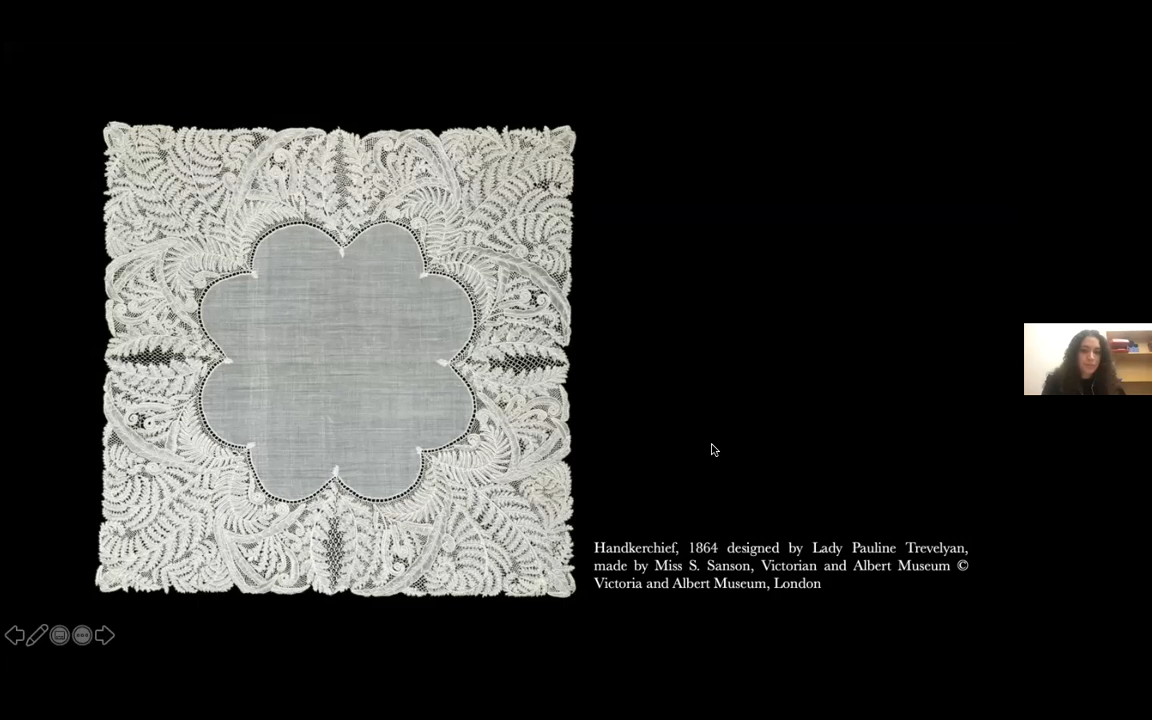 Handkerchief, 1864 designed by Lady Pauline Trevelyan,
made by Miss S. Sanson, Victorian and Albert Museum ©
Victoria and Albert Museum, London